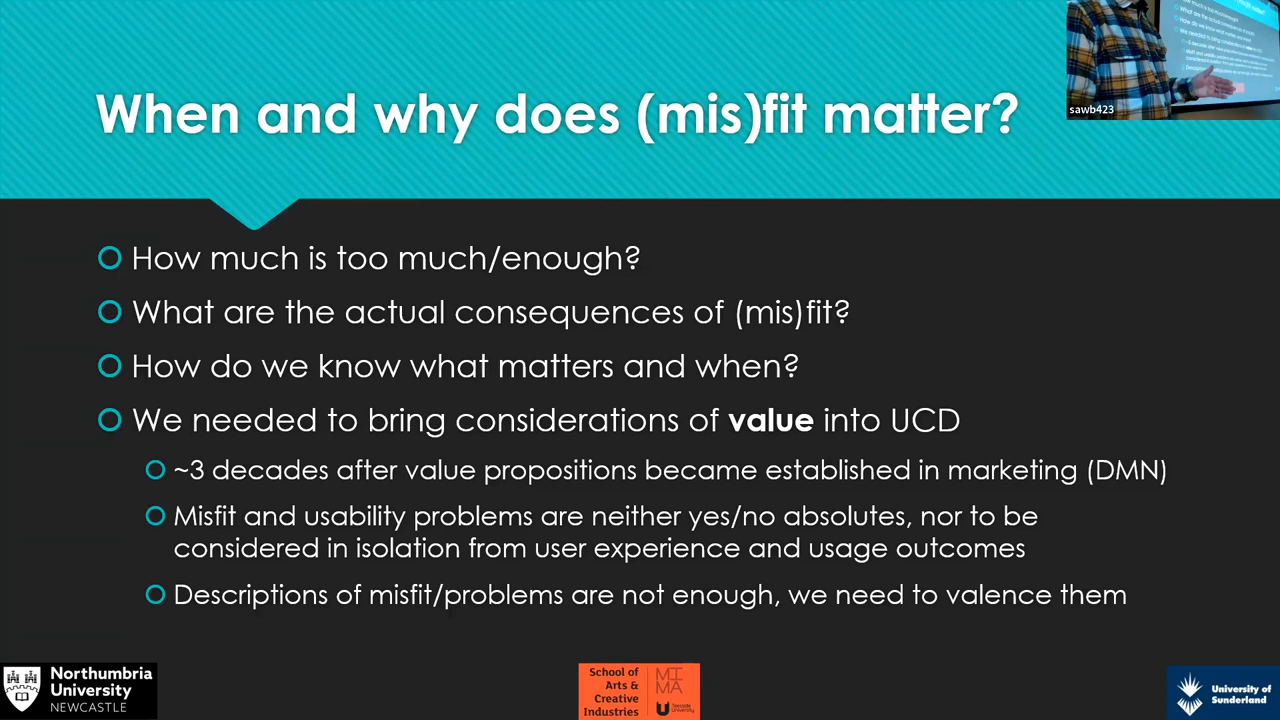 When and why does (mis)fit matter?
sawb423
How much is too much/enough?
What are the actual consequences of (mis)fit?
How do we know what matters and when?
We needed to bring considerations of value into UCD
~3 decades after value propositions became established in marketing (DMN)
Misfit and usability problems are neither yes/no absolutes, nor to be
considered in isolation from user experience and usage outcomes
Descriptions of misfit/problems are not enough, we need to valence them
Northumbria
University
NEWCASTLE
School of
Arts &
Creative
Industries
MI
MA
Teesside
University
University of
Sunderland